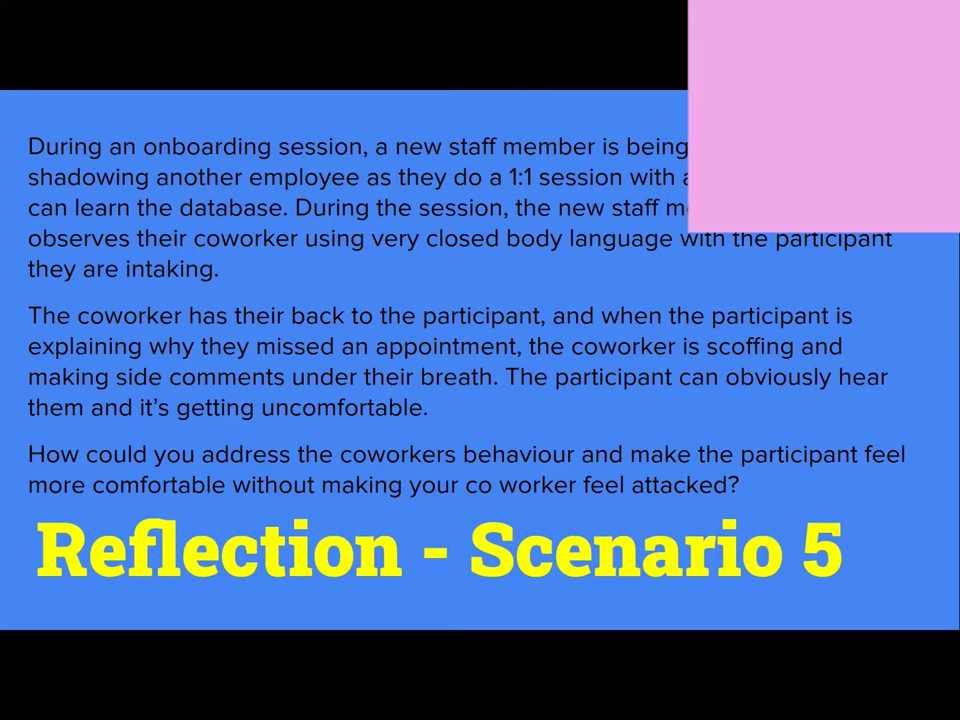 During an onboarding session, a new staff member is being
shadowing another employee as they do a 1:1 session with
can learn the database. During the session, the new staff
observes their coworker using very closed body language with the participant
they are intaking.
The coworker has their back to the participant, and when the participant is
explaining why they missed an appointment, the coworker is scoffing and
making side comments under their breath. The participant can obviously hear
them and it's getting uncomfortable.
How could you address the coworkers behaviour and make the participant feel
more comfortable without making your co worker feel attacked?
Reflection - Scenario 5